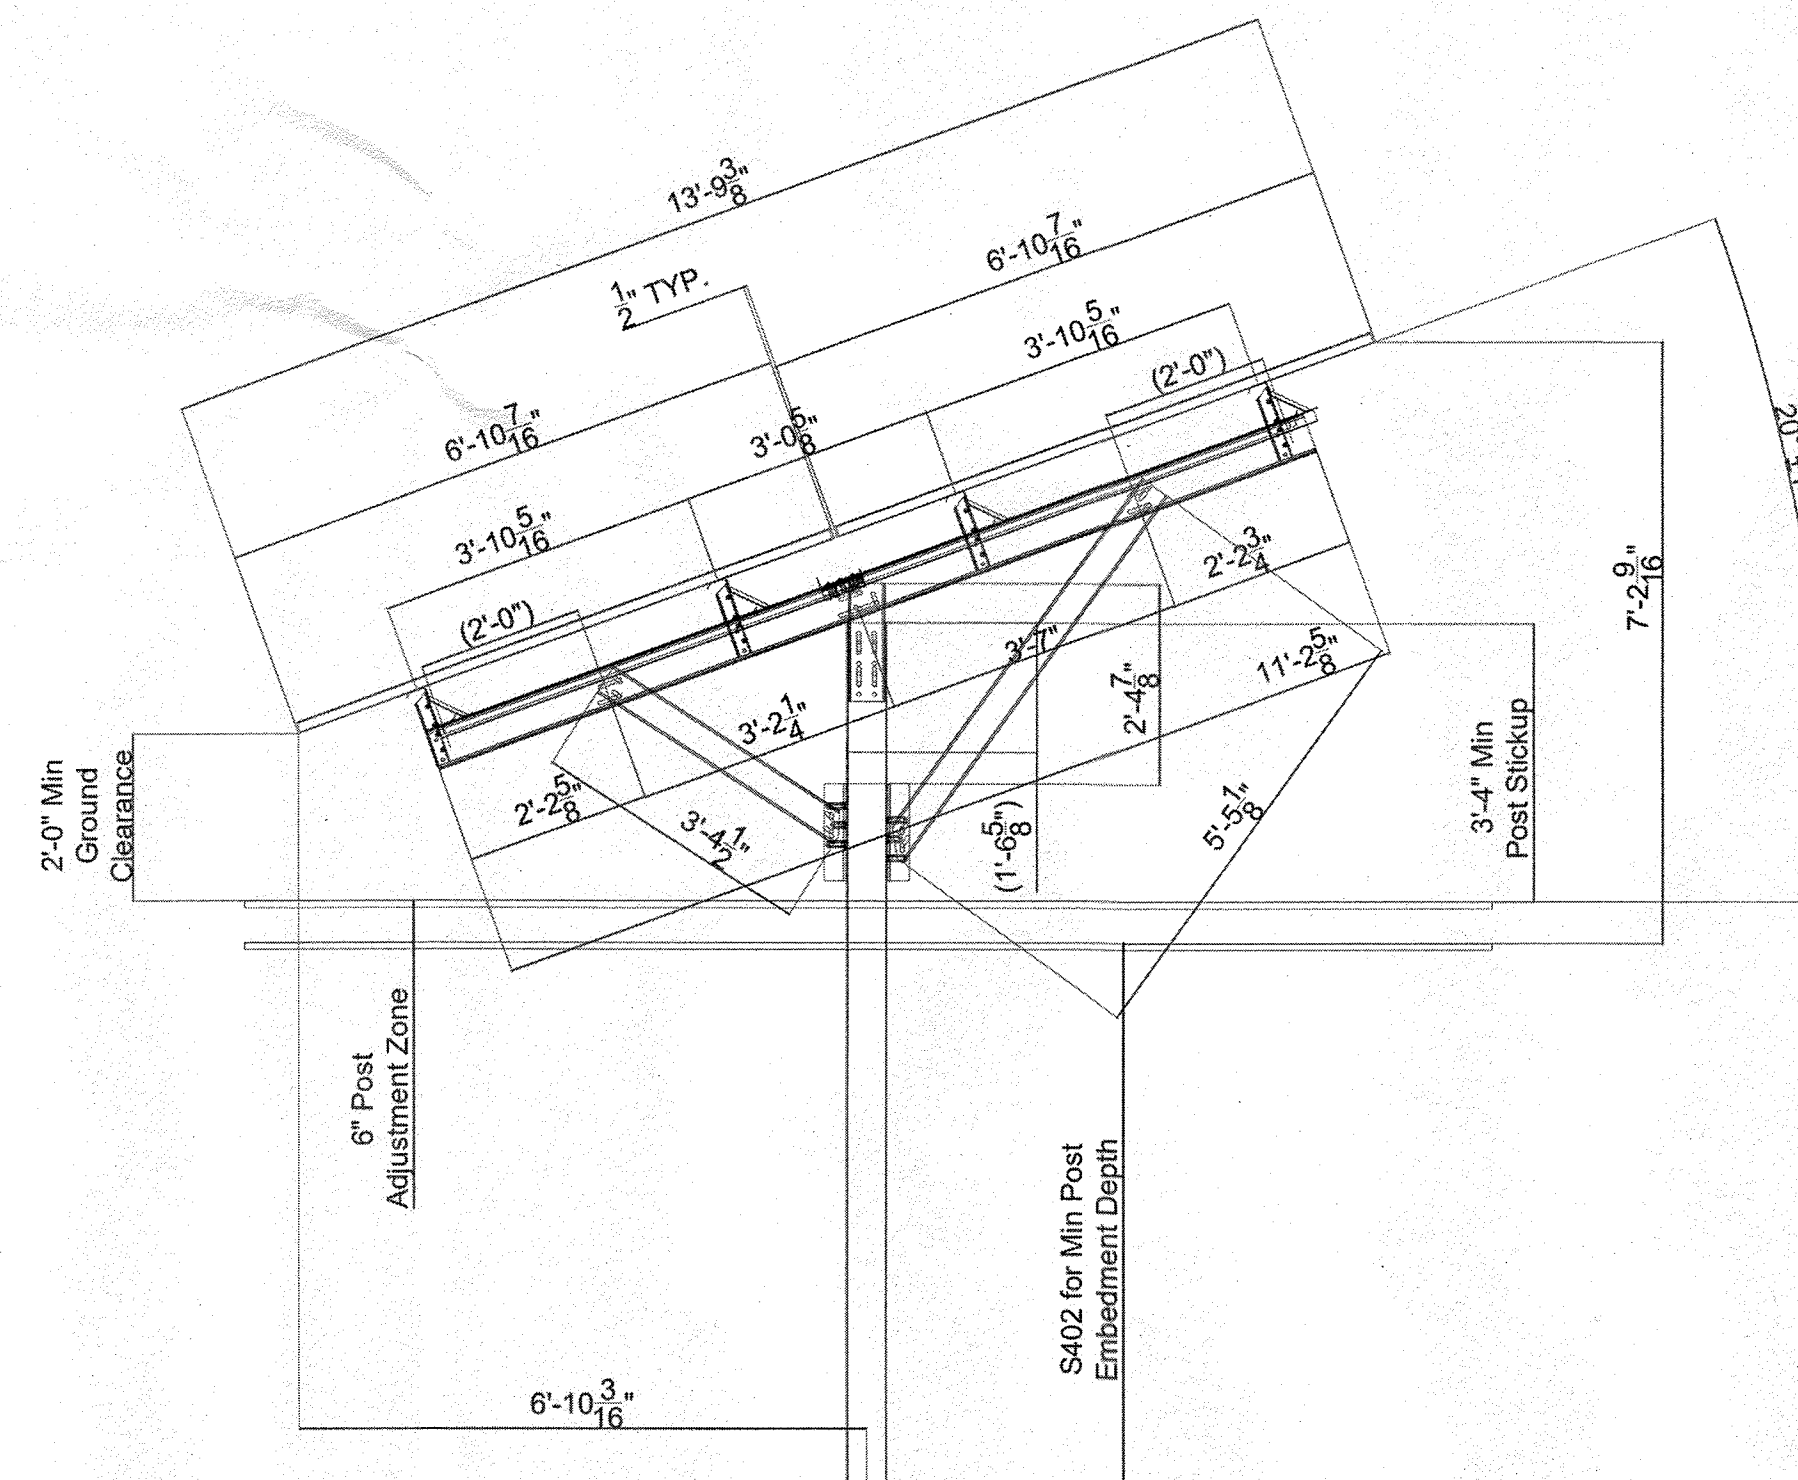 13'-9 3/8"
6'-10 7/16"
1/2" TYP.
3'-10 5/16"
(2'-0")
6'-10 7/16"
3'-0 5/8"
3'-10 5/16"
(2'-0")
2'-2 3/4"
7'-2 9/16"
3'-7"
11'-2 5/8"
2'-4 7/8"
3'-2 1/4"
2'-0" Min
Ground
Clearance
2'-2 5/8"
3'-4 1/2"
(1'-6 5/8")
5'-5 1/8"
3'-4" Min
Post Stickup
6" Post
Adjustment Zone
S402 for Min Post
Embedment Depth
6'-10 3/16"